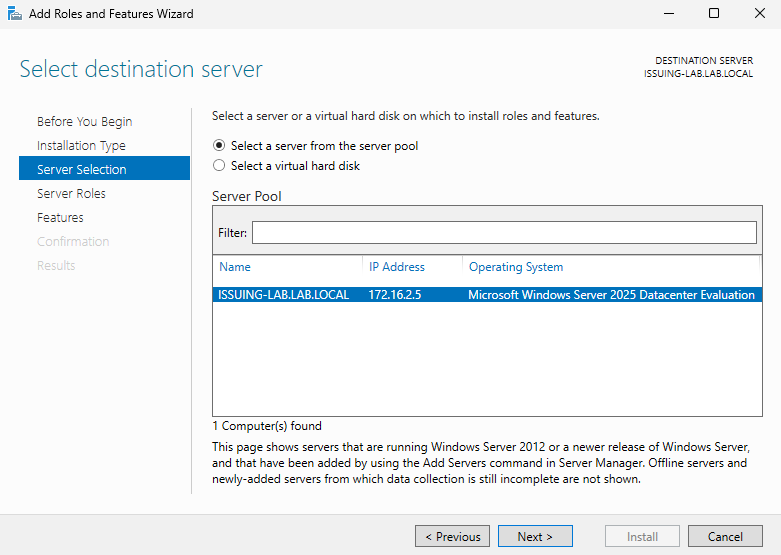 Add Roles and Features Wizard
Select destination server
DESTINATION SERVER
ISSUING-LAB.LAB.LOCAL
Before You Begin
Installation Type
Server Selection
Server Roles
Features
Confirmation
Results
Select a server or a virtual hard disk on which to install roles and features.
Select a server from the server pool
Select a virtual hard disk
Server Pool
Filter:
Name IP Address Operating System
ISSUING-LAB.LAB.LOCAL 172.16.2.5 Microsoft Windows Server 2025 Datacenter Evaluation
1 Computer(s) found
This page shows servers that are running Windows Server 2012 or a newer release of Windows Server,
and that have been added by using the Add Servers command in Server Manager. Offline servers and
newly-added servers from which data collection is still incomplete are not shown.
< Previous Next > Install Cancel